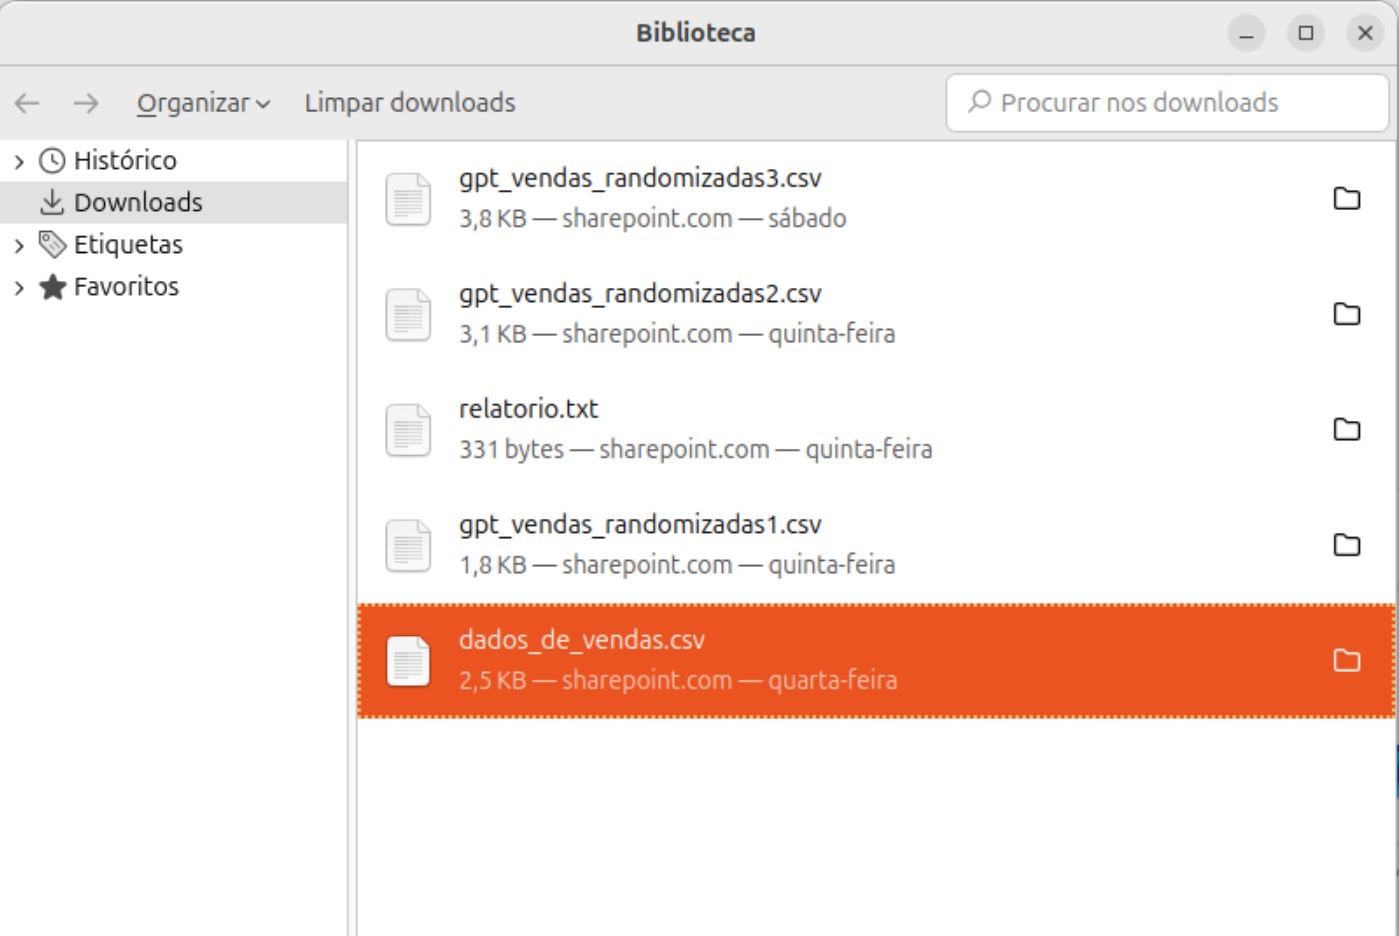 Biblioteca
Organizar
Limpar downloads
Procurar nos downloads
Histórico
Downloads
Etiquetas
Favoritos
gpt_vendas_randomizadas3.csv
3,8 KB — sharepoint.com — sábado
gpt_vendas_randomizadas2.csv
3,1 KB — sharepoint.com — quinta-feira
relatorio.txt
331 bytes — sharepoint.com — quinta-feira
gpt_vendas_randomizadas1.csv
1,8 KB — sharepoint.com — quinta-feira
dados_de_vendas.csv
2,5 KB — sharepoint.com — quarta-feira